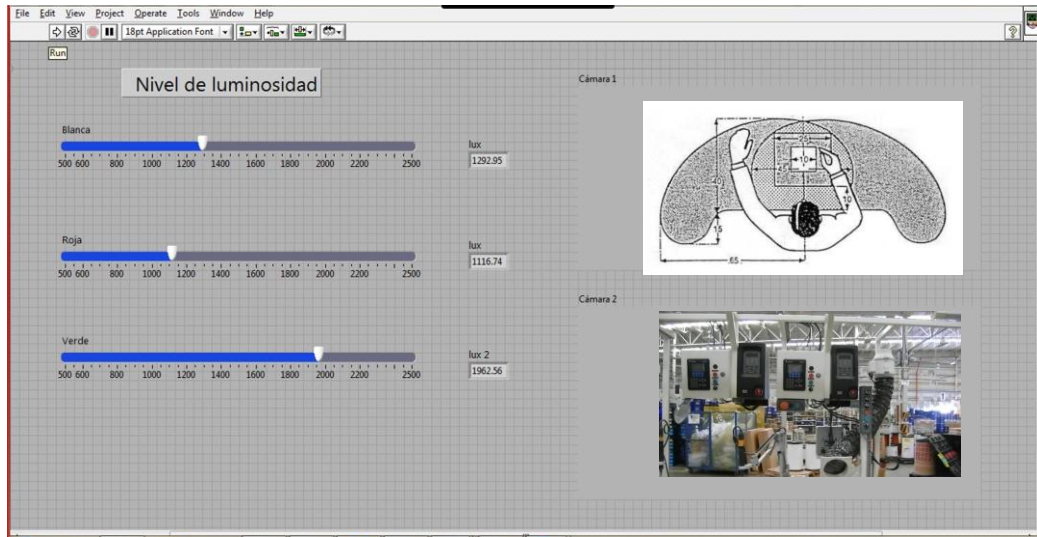 File Edit View Project Operate Tools Window Help
18pt Application Font
?
Run
Nivel de luminosidad
Blanca
500 600 800 1000 1200 1400 1600 1800 2000 2200 2500
lux
1292.95
Roja
500 600 800 1000 1200 1400 1600 1800 2000 2200 2500
lux
1116.74
Verde
500 600 800 1000 1200 1400 1600 1800 2000 2200 2500
lux 2
1962.56
Cámara 1
25
10
45
10
15
65
Cámara 2